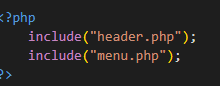 <?php
include("header.php");
include("menu.php");
?>